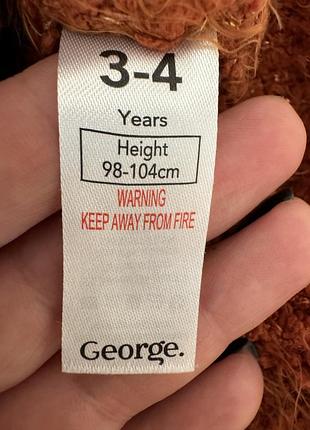 3-4
Years
Height
98-104cm
WARNING
KEEP AWAY FROM FIRE
George.